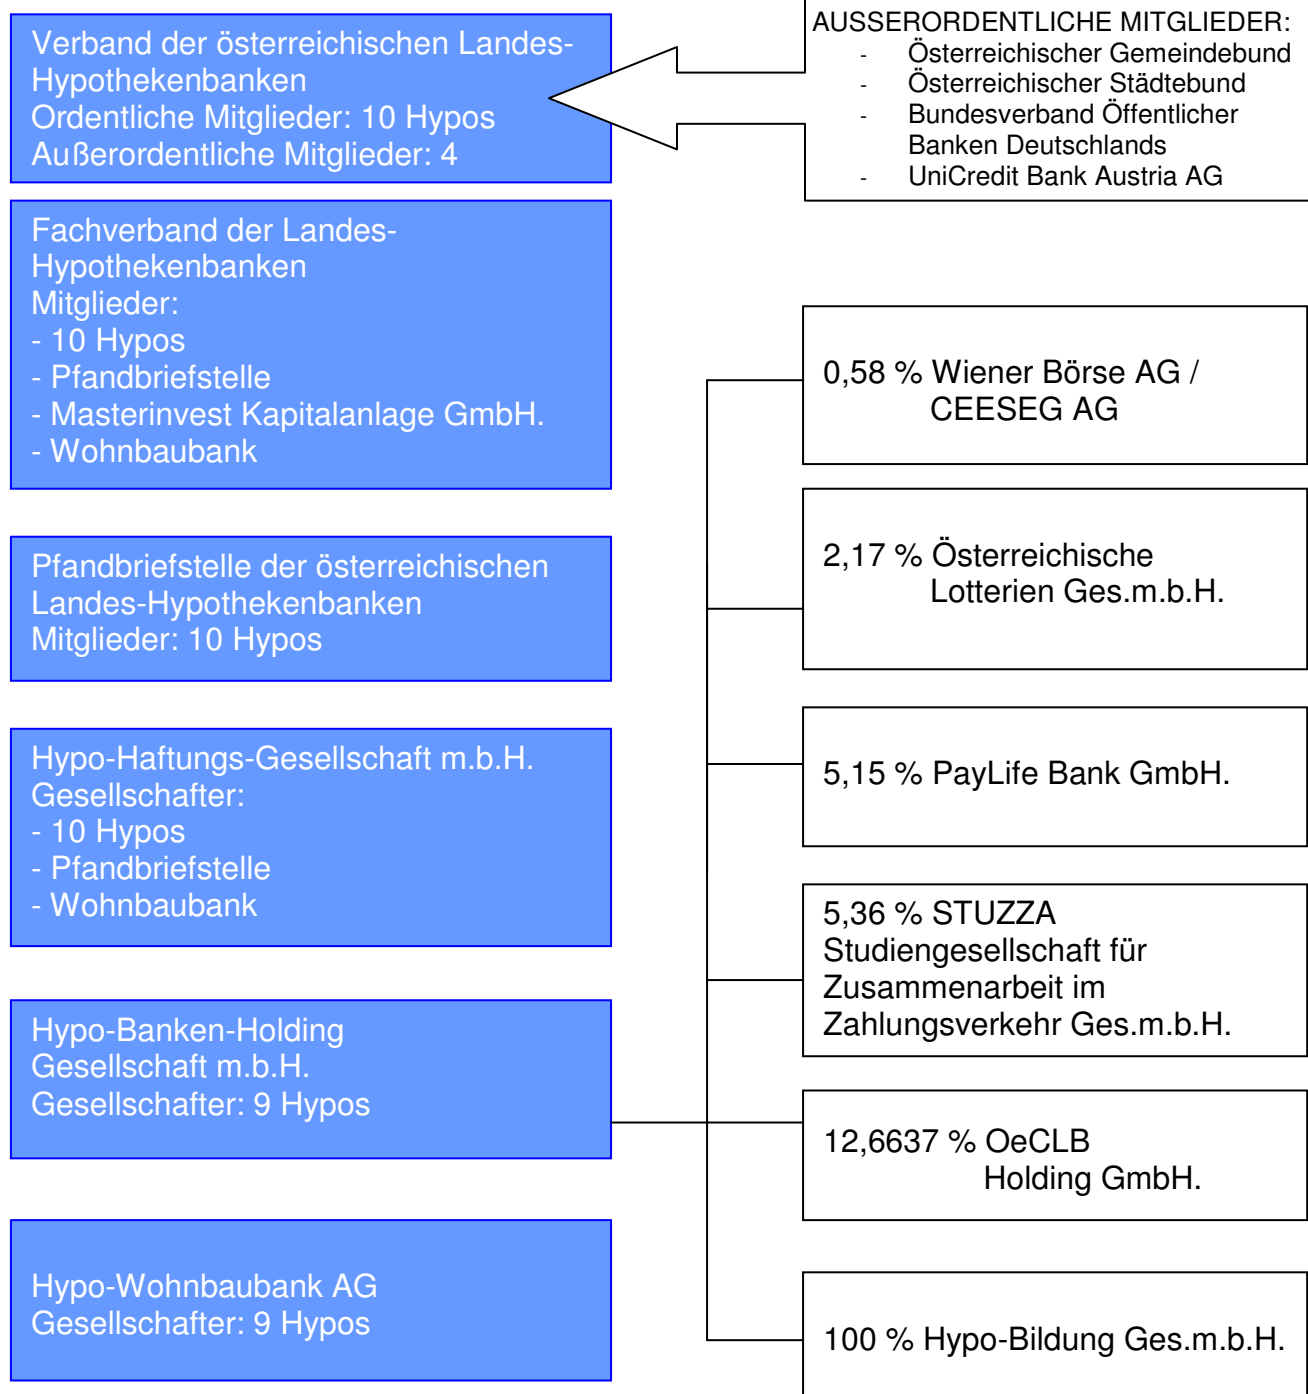 Verband der österreichischen Landes-
Hypothekenbanken
Ordentliche Mitglieder: 10 Hypos
Außerordentliche Mitglieder: 4
AUSSERORDENTLICHE MITGLIEDER:
- Österreichischer Gemeindebund
- Österreichischer Städtebund
- Bundesverband Öffentlicher
Banken Deutschlands
- UniCredit Bank Austria AG
Fachverband der Landes-
Hypothekenbanken
Mitglieder:
- 10 Hypos
- Pfandbriefstelle
- Masterinvest Kapitalanlage GmbH.
- Wohnbaubank
Pfandbriefstelle der österreichischen
Landes-Hypothekenbanken
Mitglieder: 10 Hypos
Hypo-Haftungs-Gesellschaft m.b.H.
Gesellschafter:
- 10 Hypos
- Pfandbriefstelle
- Wohnbaubank
Hypo-Banken-Holding
Gesellschaft m.b.H.
Gesellschafter: 9 Hypos
Hypo-Wohnbaubank AG
Gesellschafter: 9 Hypos
0,58 % Wiener Börse AG /
CEESEG AG
2,17 % Österreichische
Lotterien Ges.m.b.H.
5,15 % PayLife Bank GmbH.
5,36 % STUZZA
Studiengesellschaft für
Zusammenarbeit im
Zahlungsverkehr Ges.m.b.H.
12,6637 % OeCLB
Holding GmbH.
100 % Hypo-Bildung Ges.m.b.H.